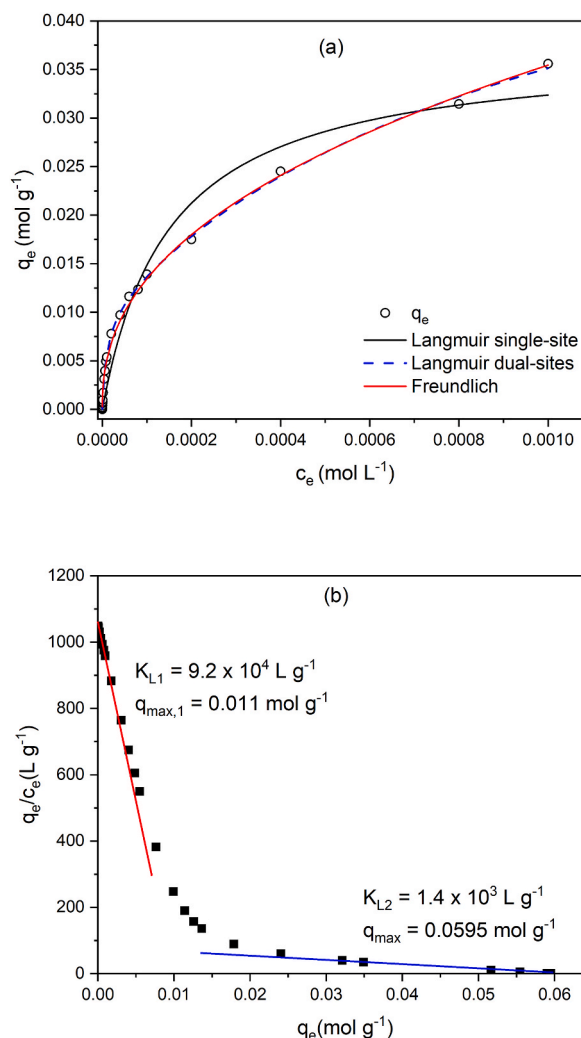 (a)
0.040
0.035
0.030
0.025
0.020
0.015
0.010
0.005
0.000
qₑ (mol g⁻¹)
qₑ
Langmuir single-site
Langmuir dual-sites
Freundlich
0.0000 0.0002 0.0004 0.0006 0.0008 0.0010
cₑ (mol L⁻¹)
(b)
1200
1000
800
600
400
200
0
qₑ/cₑ(L g⁻¹)
K_L1 = 9.2 x 10⁴ L g⁻¹
q_max,1 = 0.011 mol g⁻¹
K_L2 = 1.4 x 10³ L g⁻¹
q_max = 0.0595 mol g⁻¹
0.00 0.01 0.02 0.03 0.04 0.05 0.06
qₑ(mol g⁻¹)